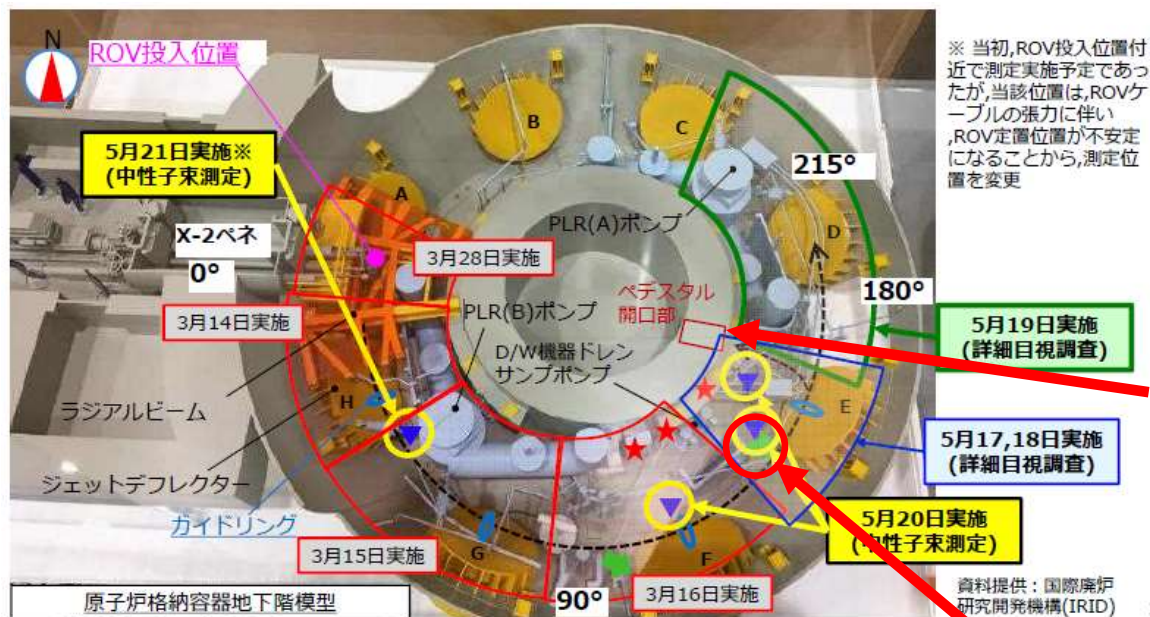 N
ROV投入位置
※ 当初,ROV投入位置付
近で測定実施予定であっ
たが,当該位置は,ROVケ
ーブルの張力に伴い
,ROV定置位置が不安定
になることから,測定位
置を変更
5月21日実施※
(中性子束測定)
B
C
215°
A
PLR(A)ポンプ
D
X-2ペネ
0°
3月28日実施
ペデスタル
開口部
180°
3月14日実施
PLR(B)ポンプ
D/W機器ドレン
サンプポンプ
5月19日実施
(詳細目視調査)
ラジアルビーム
H
E
5月17,18日実施
(詳細目視調査)
ジェットデフレクター
ガイドリング
5月20日実施
(中性子束測定)
3月15日実施
G
F
90°
3月16日実施
原子炉格納容器地下階模型
資料提供：国際廃炉
研究開発機構(IRID)